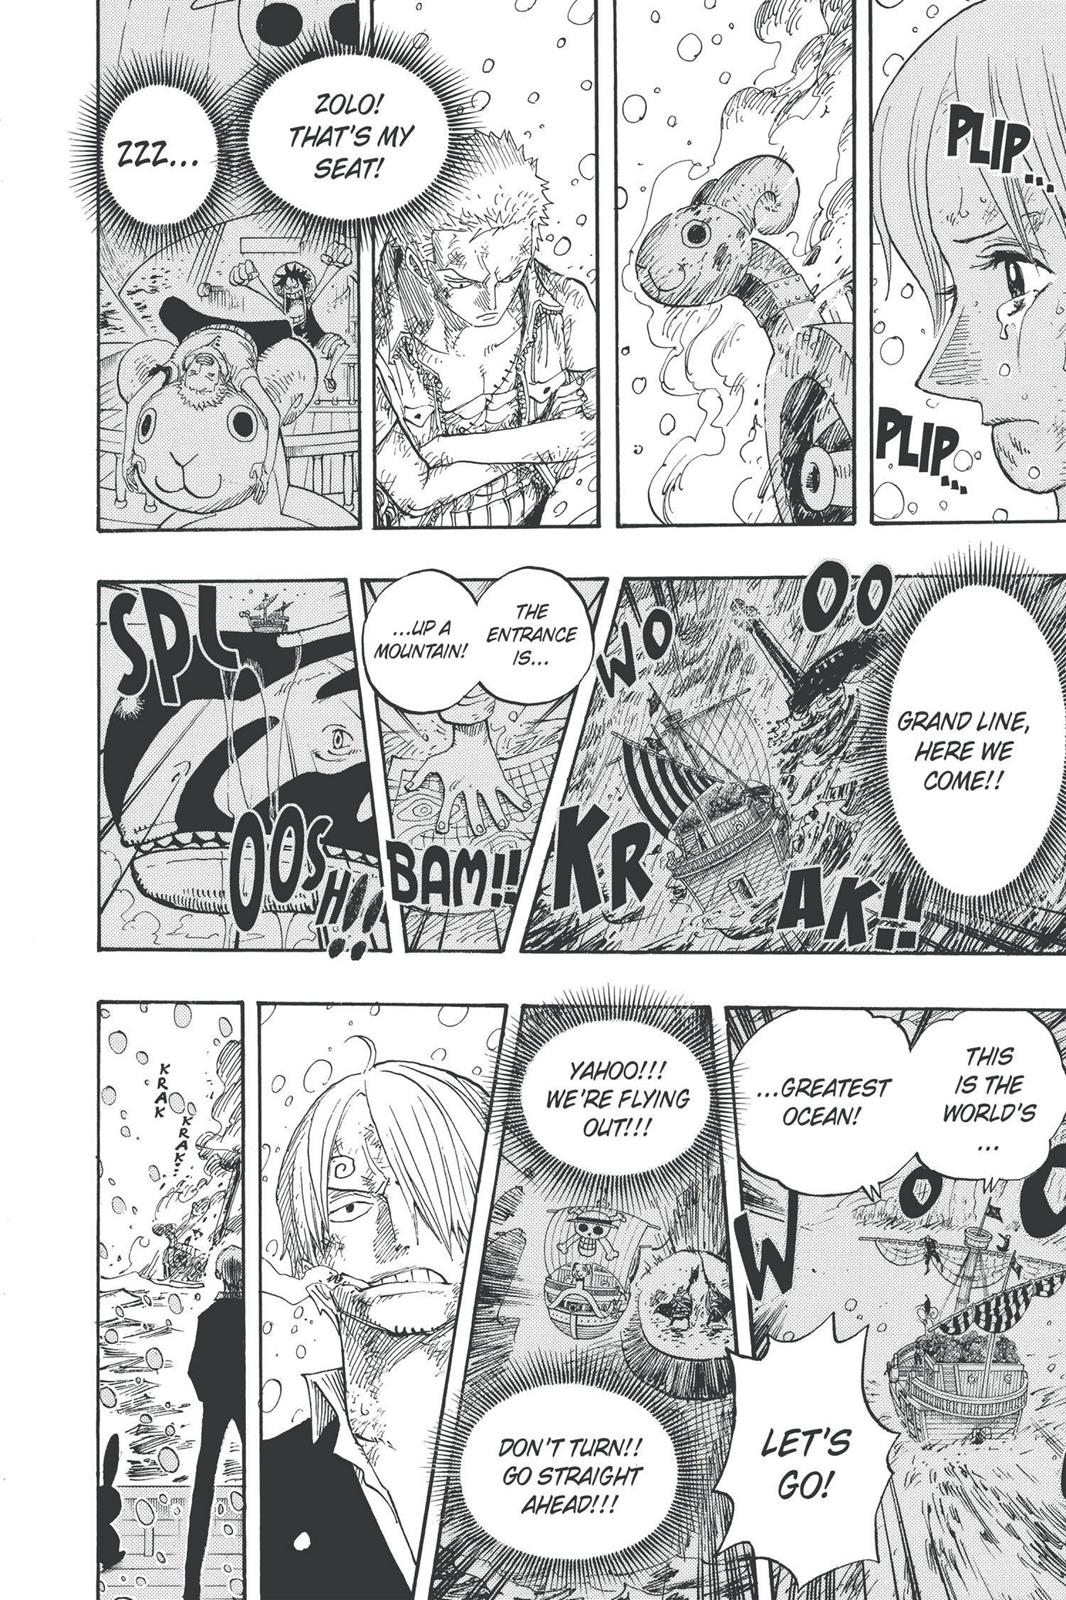 PLIP...
PLIP...
ZOLO!
THAT'S MY
SEAT!
ZZZ...
GRAND LINE,
HERE WE
COME!!
WO
OO
KR
AK!!
THE
ENTRANCE
IS...
...UP A
MOUNTAIN!
BAM!!
SPL
OOSH!!
THIS
IS THE
WORLD'S
...
...GREATEST
OCEAN!
WOO
LET'S
GO!
YAHOO!!!
WE'RE FLYING
OUT!!!
DON'T TURN!!
GO STRAIGHT
AHEAD!!!
KRAK
KRAK...